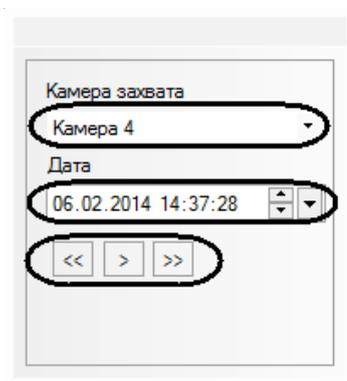 Камера захвата
Камера 4
Дата
06.02.2014 14:37:28
<< > >>